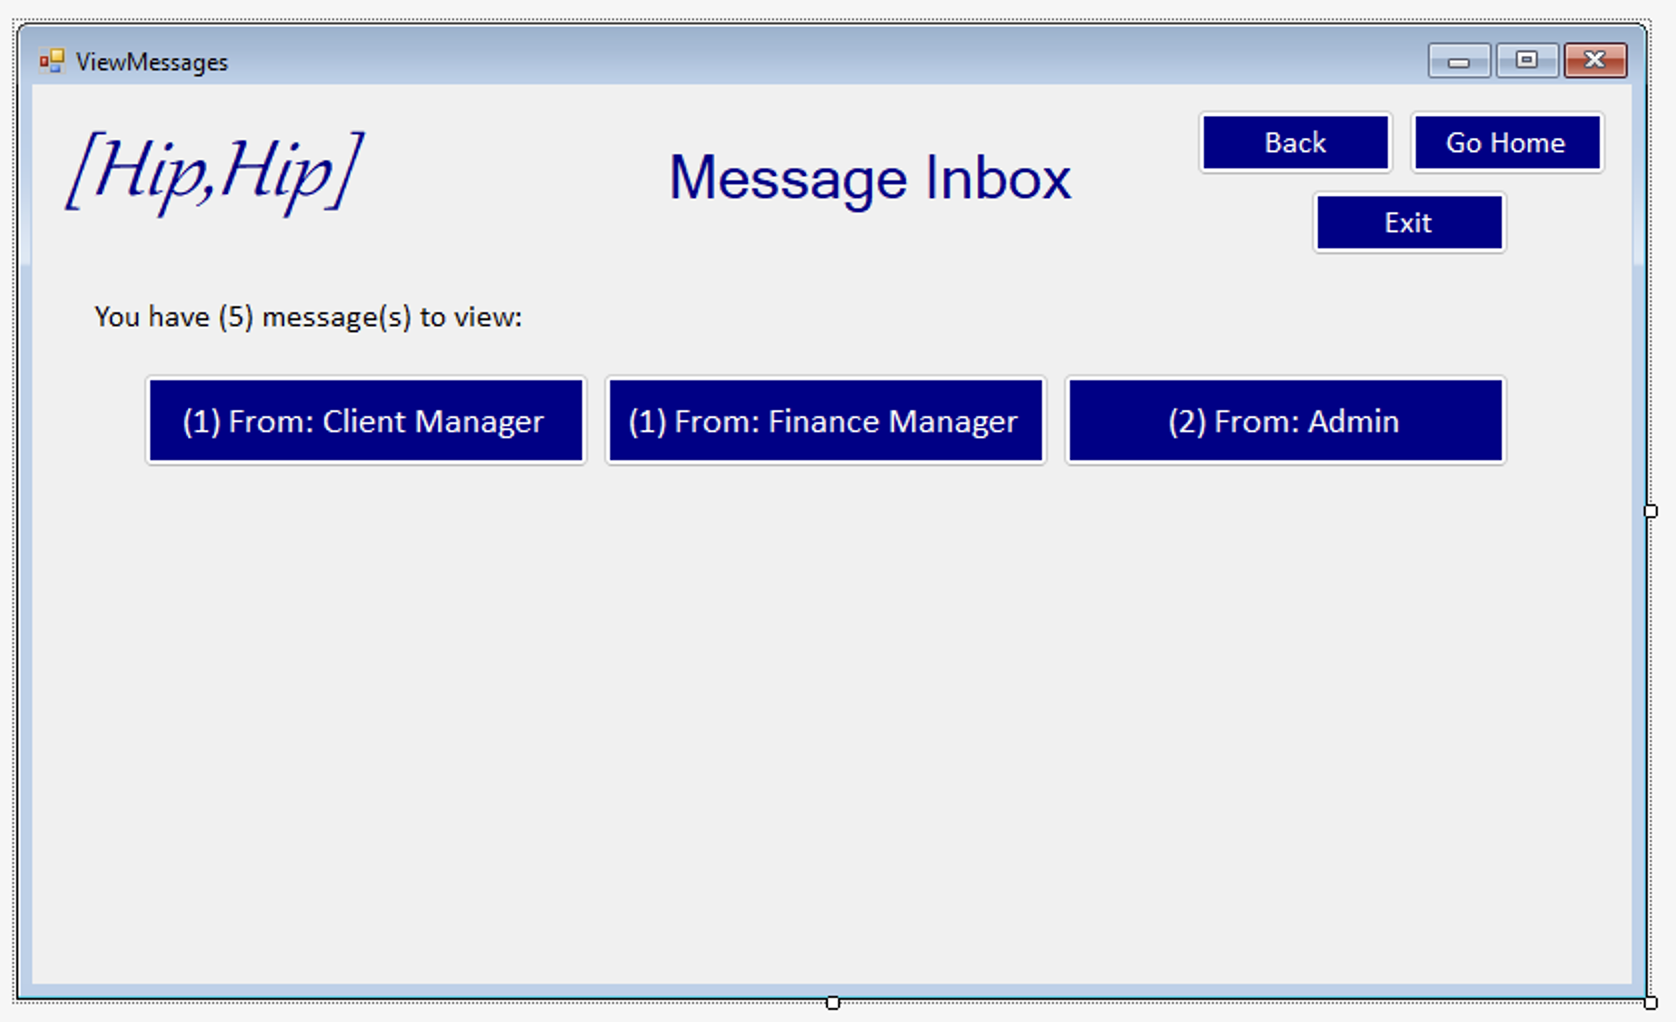 ViewMessages
[Hip,Hip]
Message Inbox
Back
Go Home
Exit
You have (5) message(s) to view:
(1) From: Client Manager
(1) From: Finance Manager
(2) From: Admin